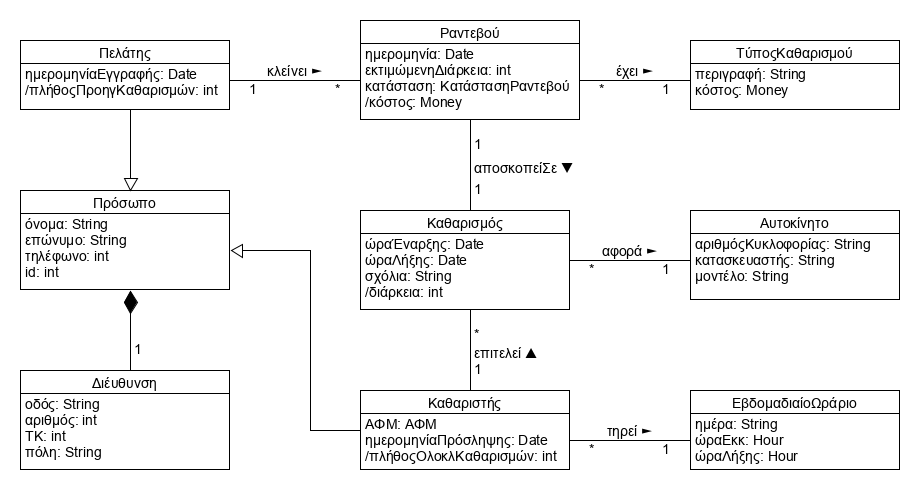 Πελάτης
ημερομηνίαΕγγραφής: Date
/πλήθοςΠροηγΚαθαρισμών: int
κλείνει ►
1
*
Ραντεβού
ημερομηνία: Date
εκτιμώμενηΔιάρκεια: int
κατάσταση: ΚατάστασηΡαντεβού
/κόστος: Money
έχει ►
*
1
ΤύποςΚαθαρισμού
περιγραφή: String
κόστος: Money
1
αποσκοπείΣε ▼
1
Πρόσωπο
όνομα: String
επώνυμο: String
τηλέφωνο: int
id: int
Καθαρισμός
ώραΈναρξης: Date
ώραΛήξης: Date
σχόλια: String
/διάρκεια: int
αφορά ►
*
1
Αυτοκίνητο
αριθμόςΚυκλοφορίας: String
κατασκευαστής: String
μοντέλο: String
1
*
επιτελεί ▲
1
Διέυθυνση
οδός: String
αριθμός: int
ΤΚ: int
πόλη: String
Καθαριστής
ΑΦΜ: ΑΦΜ
ημερομηνίαΠρόσληψης: Date
/πλήθοςΟλοκλΚαθαρισμών: int
τηρεί ►
*
1
ΕβδομαδιαίοΩράριο
ημέρα: String
ώραΕκκ: Hour
ώραΛήξης: Hour